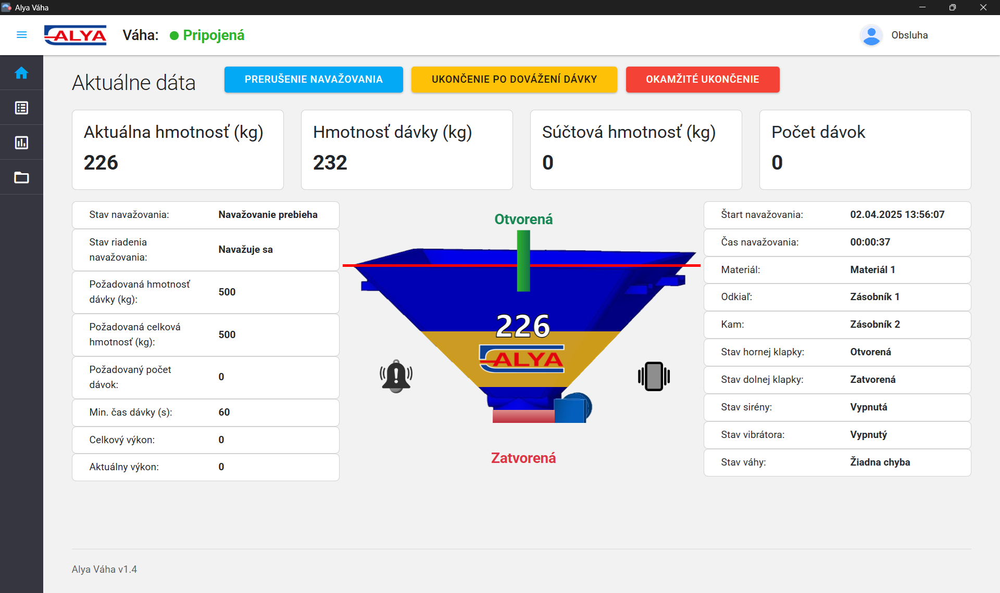 Alya Váha
ALYA
Váha: Pripojená
Obsluha
Aktuálne dáta
PRERUŠENIE NAVAŽOVANIA
UKONČENIE PO DOVÁŽENÍ DÁVKY
OKAMŽITÉ UKONČENIE
Aktuálna hmotnosť (kg)
226
Hmotnosť dávky (kg)
232
Súčtová hmotnosť (kg)
0
Počet dávok
0
Stav navažovania: Navažovanie prebieha
Stav riadenia
navažovania: Navažuje sa
Požadovaná hmotnosť
dávky (kg): 500
Požadovaná celková
hmotnosť (kg): 500
Požadovaný počet
dávok: 0
Min. čas dávky (s): 60
Celkový výkon: 0
Aktuálny výkon: 0
Otvorená
226
ALYA
Zatvorená
Štart navažovania: 02.04.2025 13:56:07
Čas navažovania: 00:00:37
Materiál: Materiál 1
Odkiaľ: Zásobník 1
Kam: Zásobník 2
Stav hornej klapky: Otvorená
Stav dolnej klapky: Zatvorená
Stav sirény: Vypnutá
Stav vibrátora: Vypnutý
Stav váhy: Žiadna chyba
Alya Váha v1.4